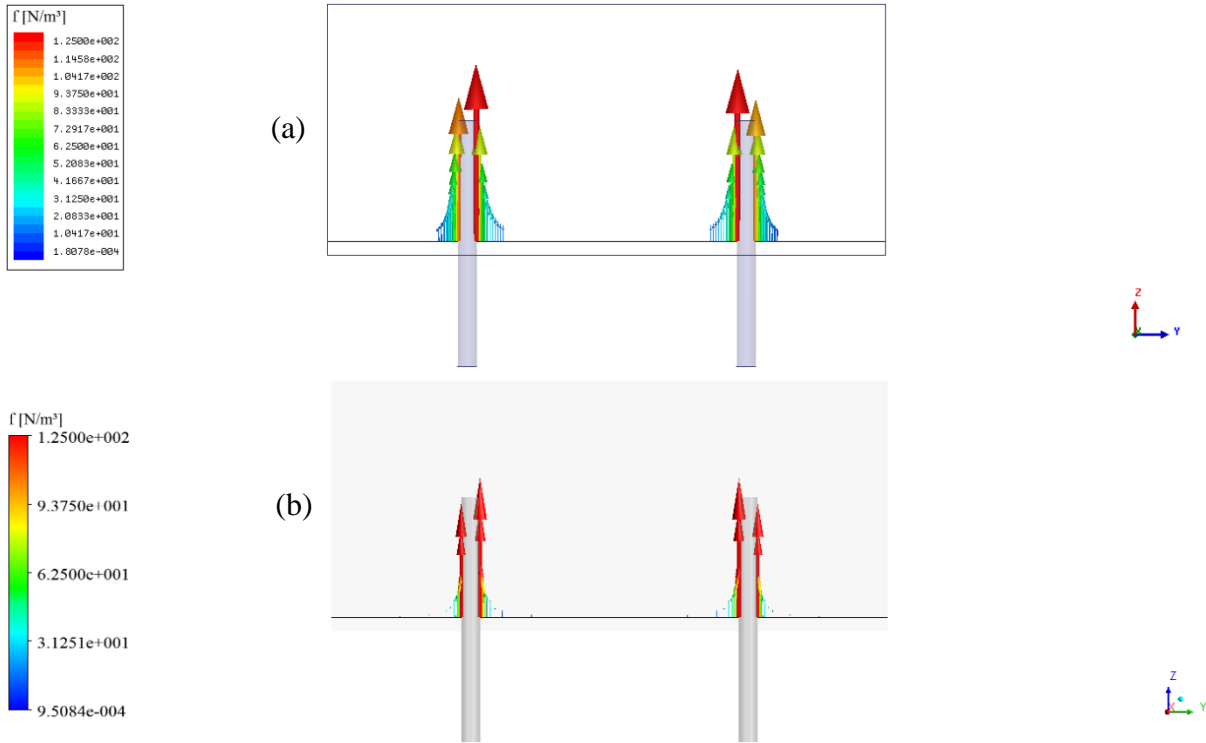 f [N/m³]
1.2500e+002
1.1458e+002
1.0417e+002
9.3750e+001
8.3333e+001
7.2917e+001
6.2500e+001
5.2083e+001
4.1667e+001
3.1250e+001
2.0833e+001
1.0417e+001
1.8078e-004
(a)
Z
X
Y
f [N/m³]
1.2500e+002
9.3750e+001
6.2500e+001
3.1251e+001
9.5084e-004
(b)
Z
X
Y